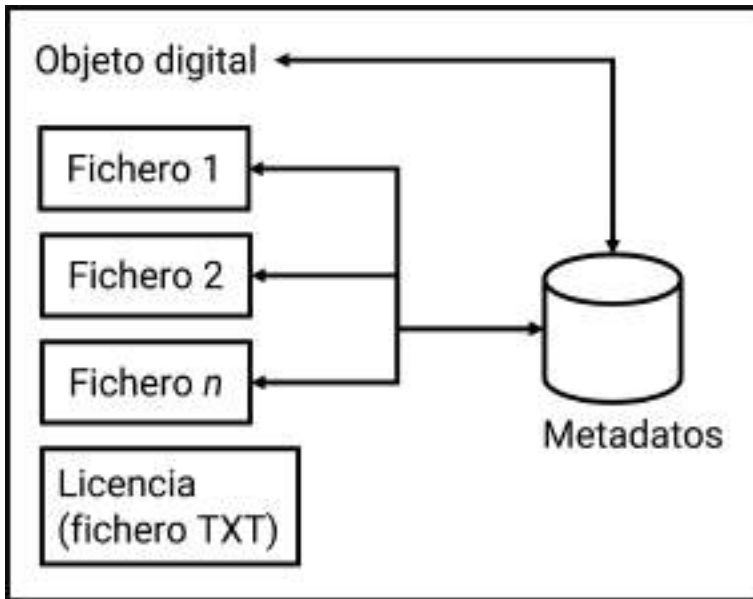 Objeto digital
Fichero 1
Fichero 2
Fichero n
Metadatos
Licencia
(fichero TXT)